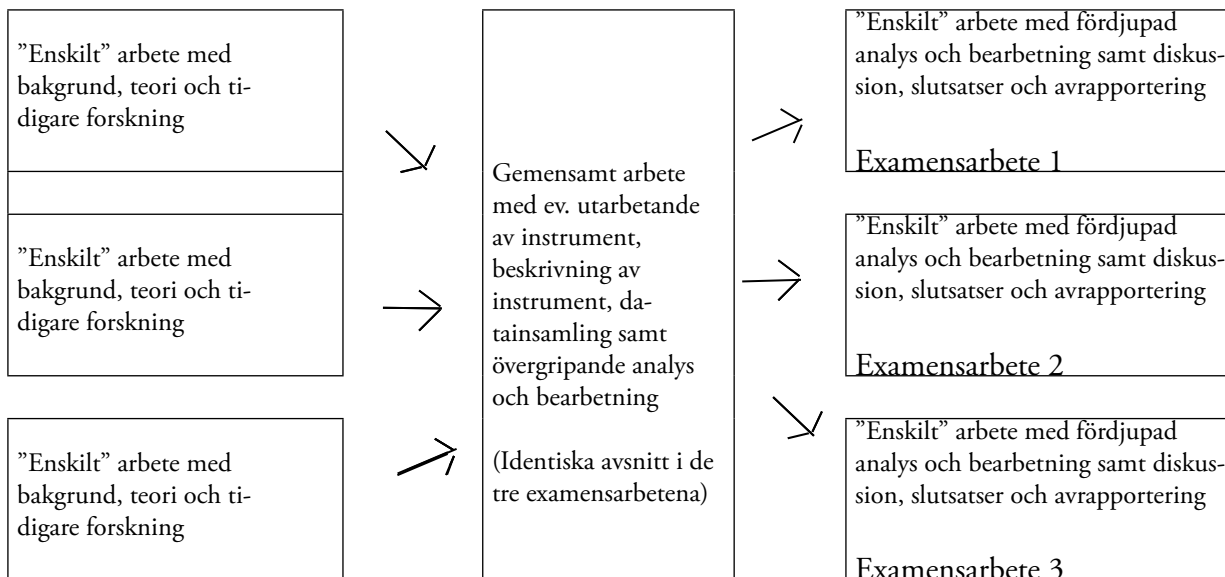 ”Enskilt” arbete med
bakgrund, teori och ti-
digare forskning
”Enskilt” arbete med
bakgrund, teori och ti-
digare forskning
”Enskilt” arbete med
bakgrund, teori och ti-
digare forskning
Gemensamt arbete
med ev. utarbetande
av instrument,
beskrivning av
instrument, da-
tainsamling samt
övergripande analys
och bearbetning
(Identiska avsnitt i de
tre examensarbetena)
”Enskilt” arbete med fördjupad
analys och bearbetning samt diskus-
sion, slutsatser och avrapportering
Examensarbete 1
”Enskilt” arbete med fördjupad
analys och bearbetning samt diskus-
sion, slutsatser och avrapportering
Examensarbete 2
”Enskilt” arbete med fördjupad
analys och bearbetning samt diskus-
sion, slutsatser och avrapportering
Examensarbete 3